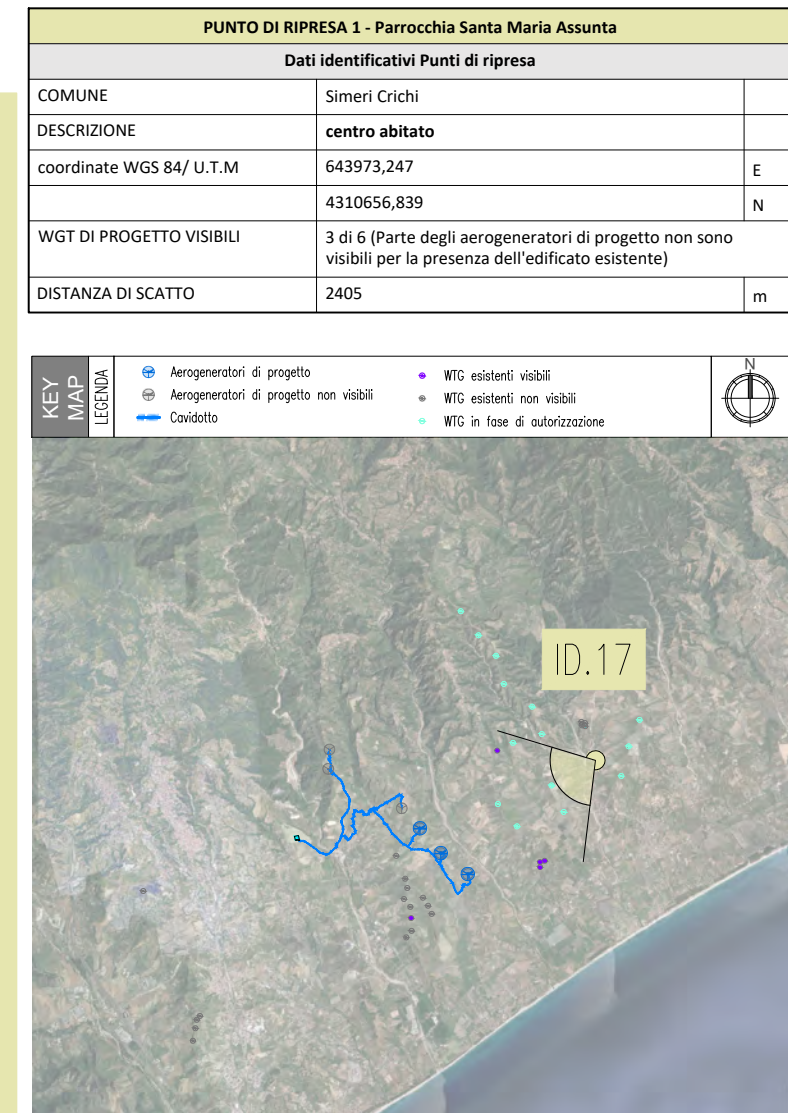 PUNTO DI RIPRESA 1 - Parrocchia Santa Maria Assunta
Dati identificativi Punti di ripresa
COMUNE Simeri Crichi
DESCRIZIONE centro abitato
coordinate WGS 84/ U.T.M 643973,247 E
4310656,839 N
WGT DI PROGETTO VISIBILI 3 di 6 (Parte degli aerogeneratori di progetto non sono
visibili per la presenza dell'edificato esistente)
DISTANZA DI SCATTO 2405 m
KEY
MAP
LEGENDA
Aerogeneratori di progetto
Aerogeneratori di progetto non visibili
Cavidotto
WTG esistenti visibili
WTG esistenti non visibili
WTG in fase di autorizzazione
N
ID.17